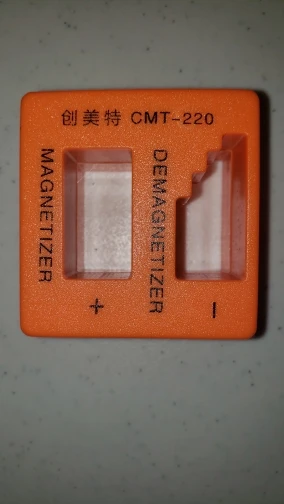 创美特 CMT-220
MAGNETIZER
DEMAGNETIZER
+
−